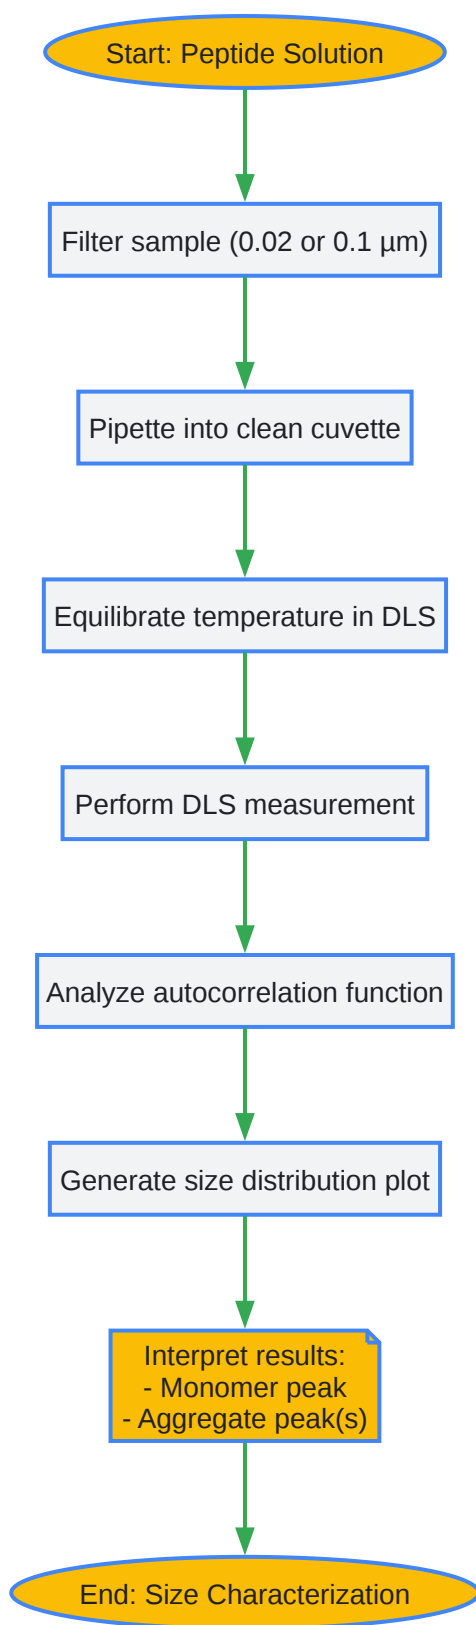 Start: Peptide Solution
Filter sample (0.02 or 0.1 µm)
Pipette into clean cuvette
Equilibrate temperature in DLS
Perform DLS measurement
Analyze autocorrelation function
Generate size distribution plot
Interpret results:
- Monomer peak
- Aggregate peak(s)
End: Size Characterization